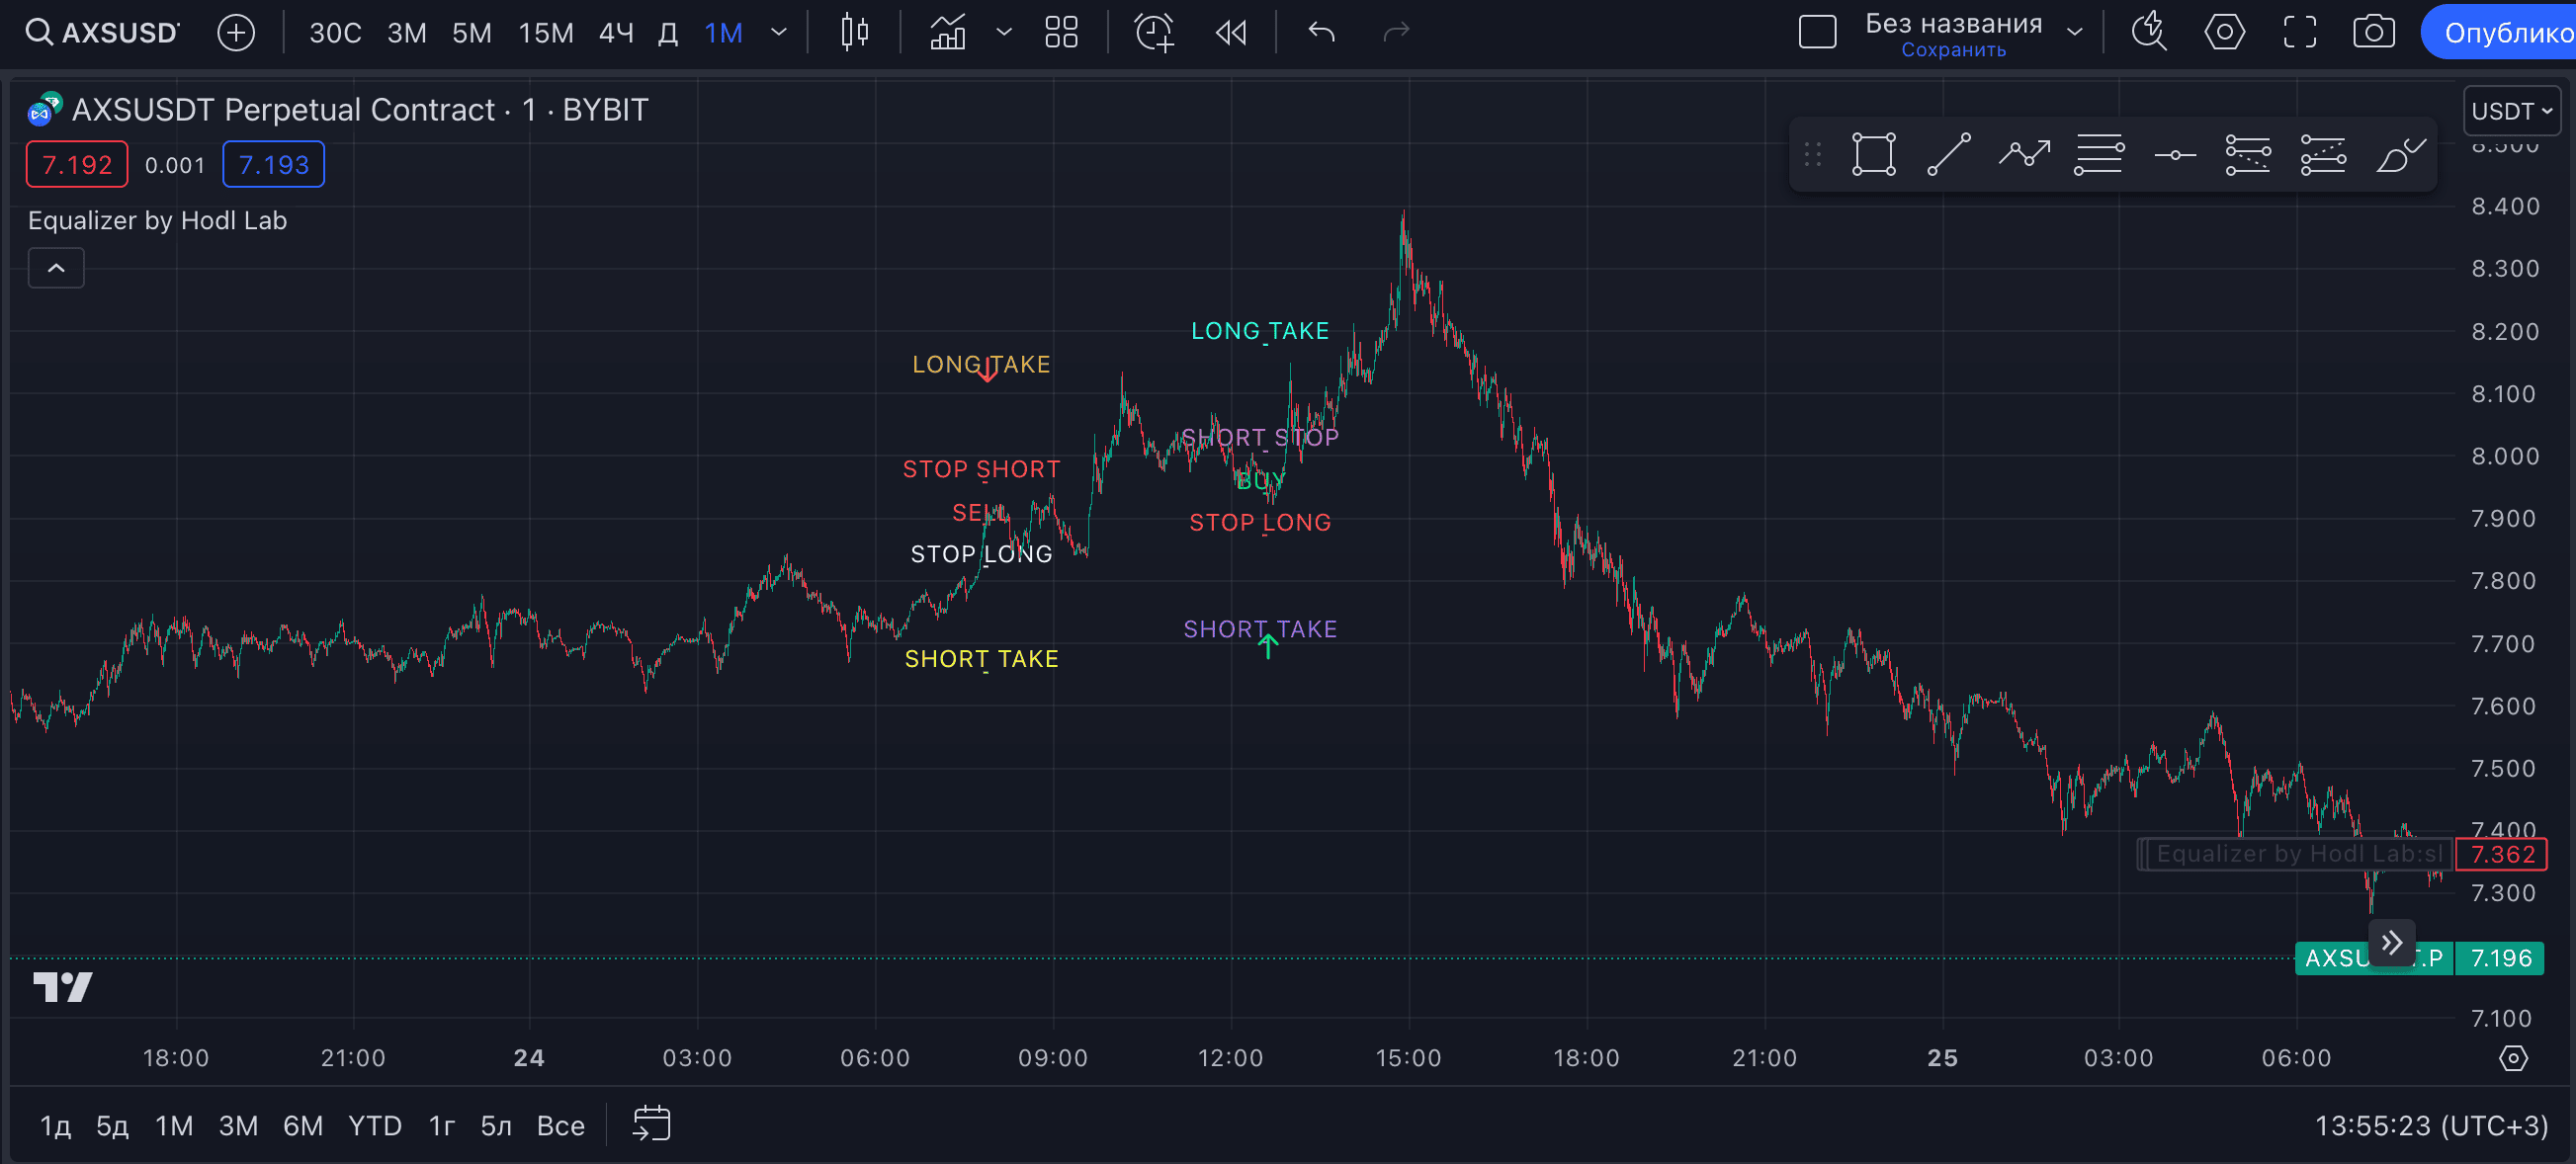 AXSUSDT 30С 3М 5М 15М 4Ч Д 1М Без названия
Сохранить
AXSUSDT Perpetual Contract · 1 · BYBIT
USDT
7.192 0.001 7.193
8.500
Equalizer by Hodl Lab
8.400
8.300
LONG TAKE
8.200
LONG TAKE
8.100
SHORT STOP
8.000
STOP SHORT
BUY
SELL
7.900
STOP LONG
STOP LONG
7.800
SHORT TAKE
7.700
SHORT TAKE
7.600
7.500
7.400
Equalizer by Hodl Lab:sl 7.362
7.300
7.196
7.100
18:00 21:00 24 03:00 06:00 09:00 12:00 15:00 18:00 21:00 25 03:00 06:00
1д 5д 1М 3М 6М YTD 1г 5л Все
13:55:23 (UTC+3)